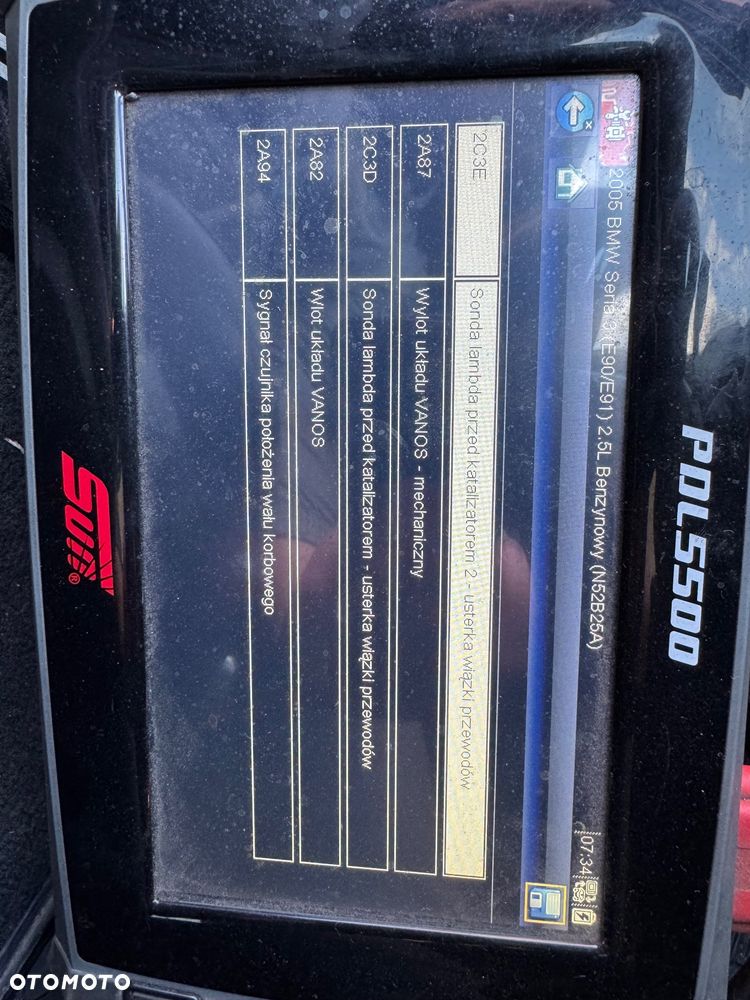 PDL5500
2005 BMW Seria 3 (E90/E91) 2.5L Benzynowy (N52B25A)
07:34
2C3E Sonda lambda przed katalizatorem 2 - usterka wiązki przewodów
2A87 Wylot układu VANOS - mechaniczny
2C3D Sonda lambda przed katalizatorem - usterka wiązki przewodów
2A82 Wlot układu VANOS
2A94 Sygnał czujnika położenia wału korbowego
Sun®
OTOMOTO